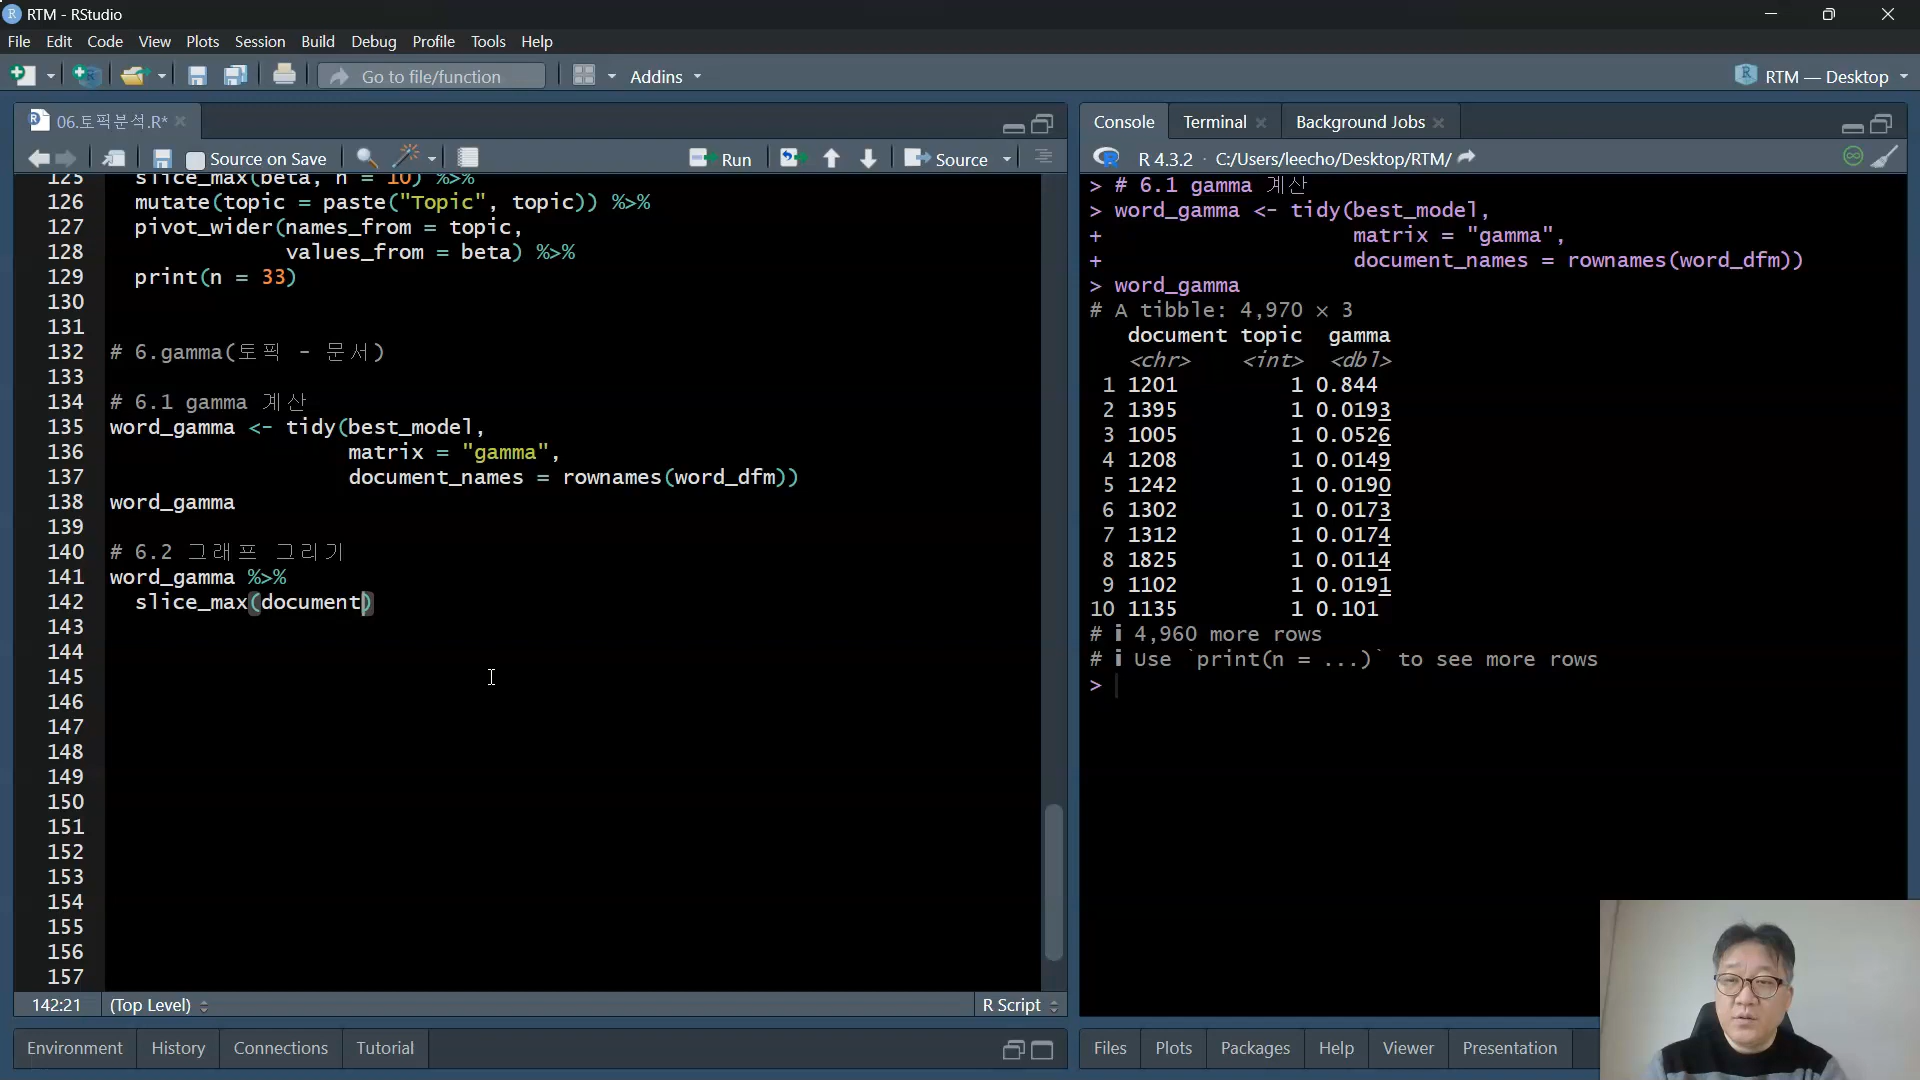 RTM - RStudio
File Edit Code View Plots Session Build Debug Profile Tools Help
Go to file/function Addins RTM — Desktop
06.토픽분석.R*
Source on Save Run Source
125 slice_max(beta, n = 10) %>%
126 mutate(topic = paste("Topic", topic)) %>%
127 pivot_wider(names_from = topic,
128 values_from = beta) %>%
129 print(n = 33)
130
131
132 # 6.gamma(토픽 - 문서)
133
134 # 6.1 gamma 계산
135 word_gamma <- tidy(best_model,
136 matrix = "gamma",
137 document_names = rownames(word_dfm))
138 word_gamma
139
140 # 6.2 그래프 그리기
141 word_gamma %>%
142 slice_max(document)
143
144
145
146
147
148
149
150
151
152
153
154
155
156
157
142:21 (Top Level) R Script
Environment History Connections Tutorial
Console Terminal Background Jobs
R 4.3.2 · C:/Users/leecho/Desktop/RTM/
> # 6.1 gamma 계산
> word_gamma <- tidy(best_model,
+ matrix = "gamma",
+ document_names = rownames(word_dfm))
> word_gamma
# A tibble: 4,970 × 3
document topic gamma
<chr> <int> <dbl>
1 1201 1 0.844
2 1395 1 0.0193
3 1005 1 0.0526
4 1208 1 0.0149
5 1242 1 0.0190
6 1302 1 0.0173
7 1312 1 0.0174
8 1825 1 0.0114
9 1102 1 0.0191
10 1135 1 0.101
# ℹ 4,960 more rows
# ℹ Use `print(n = ...)` to see more rows
>
Files Plots Packages Help Viewer Presentation